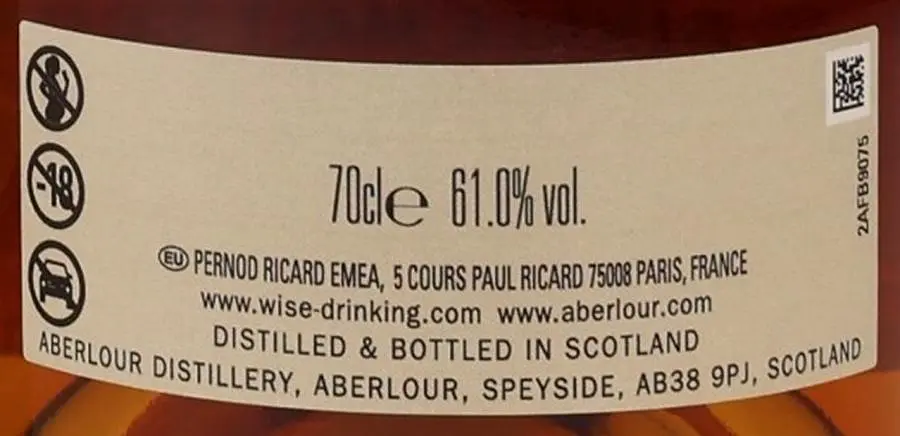 -18
2AFB9075
70cl e 61.0% vol.
EU PERNOD RICARD EMEA, 5 COURS PAUL RICARD 75008 PARIS, FRANCE
www.wise-drinking.com www.aberlour.com
DISTILLED & BOTTLED IN SCOTLAND
ABERLOUR DISTILLERY, ABERLOUR, SPEYSIDE, AB38 9PJ, SCOTLAND